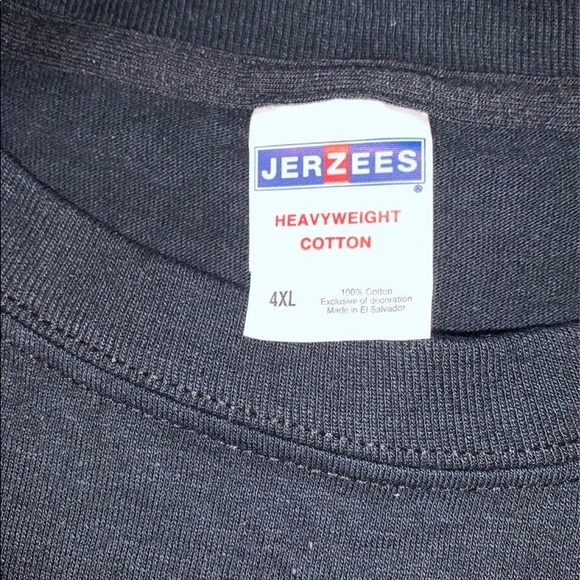 JERZEES
®
HEAVYWEIGHT
COTTON
4XL
100% Cotton
Exclusive of decoration
Made in El Salvador